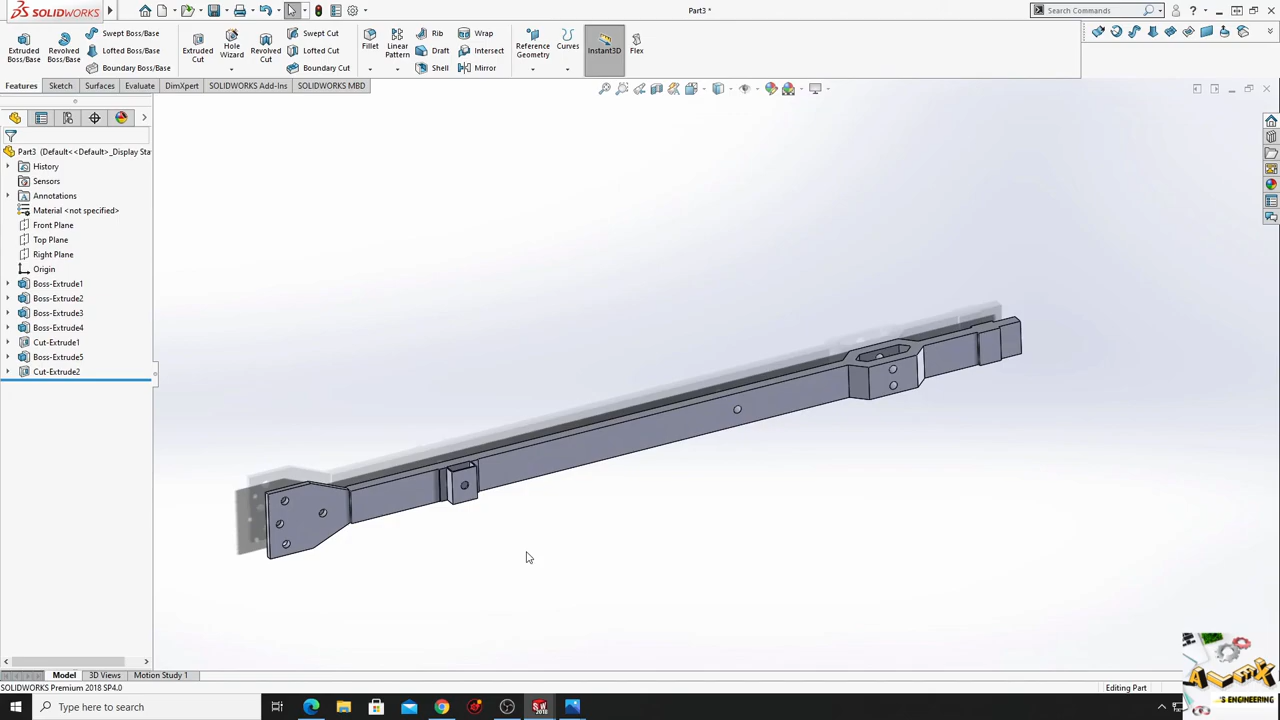 SOLIDWORKS
Part3 *
Search Commands
Extruded Boss/Base
Revolved Boss/Base
Swept Boss/Base
Lofted Boss/Base
Boundary Boss/Base
Extruded Cut
Hole Wizard
Revolved Cut
Swept Cut
Lofted Cut
Boundary Cut
Fillet
Linear Pattern
Rib
Draft
Shell
Wrap
Intersect
Mirror
Reference Geometry
Curves
Instant3D
Flex
Features
Sketch
Surfaces
Evaluate
DimXpert
SOLIDWORKS Add-Ins
SOLIDWORKS MBD
Part3 (Default<<Default>_Display Sta
History
Sensors
Annotations
Material <not specified>
Front Plane
Top Plane
Right Plane
Origin
Boss-Extrude1
Boss-Extrude2
Boss-Extrude3
Boss-Extrude4
Cut-Extrude1
Boss-Extrude5
Cut-Extrude2
Model
3D Views
Motion Study 1
SOLIDWORKS Premium 2018 SP4.0
Editing Part
Type here to search
'S ENGINEERING